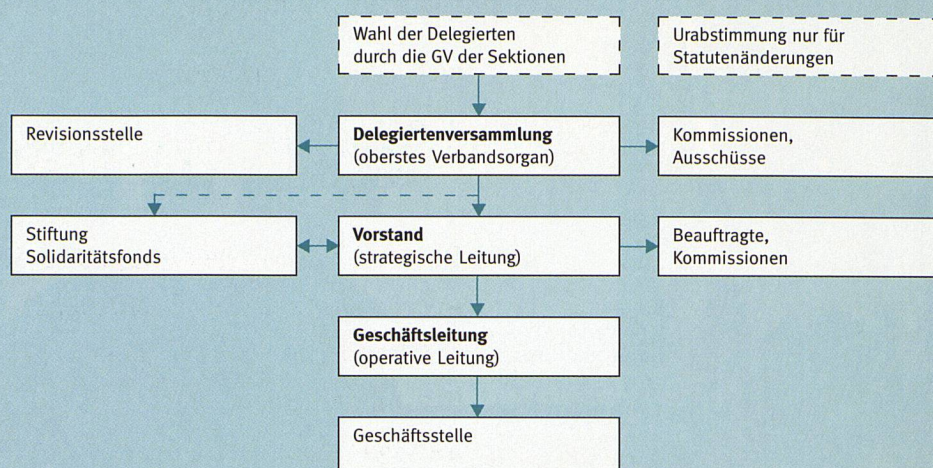 Wahl der Delegierten
durch die GV der Sektionen
Urabstimmung nur für
Statutenänderungen
Revisionsstelle
Delegiertenversammlung
(oberstes Verbandsorgan)
Kommissionen,
Ausschüsse
Stiftung
Solidaritätsfonds
Vorstand
(strategische Leitung)
Beauftragte,
Kommissionen
Geschäftsleitung
(operative Leitung)
Geschäftsstelle